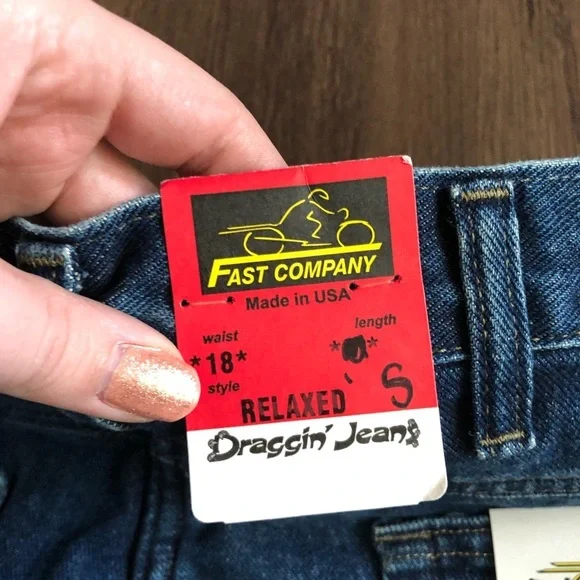 FAST COMPANY
Made in USA
waist length
*18* * *
style
RELAXED S
Draggin' Jeans